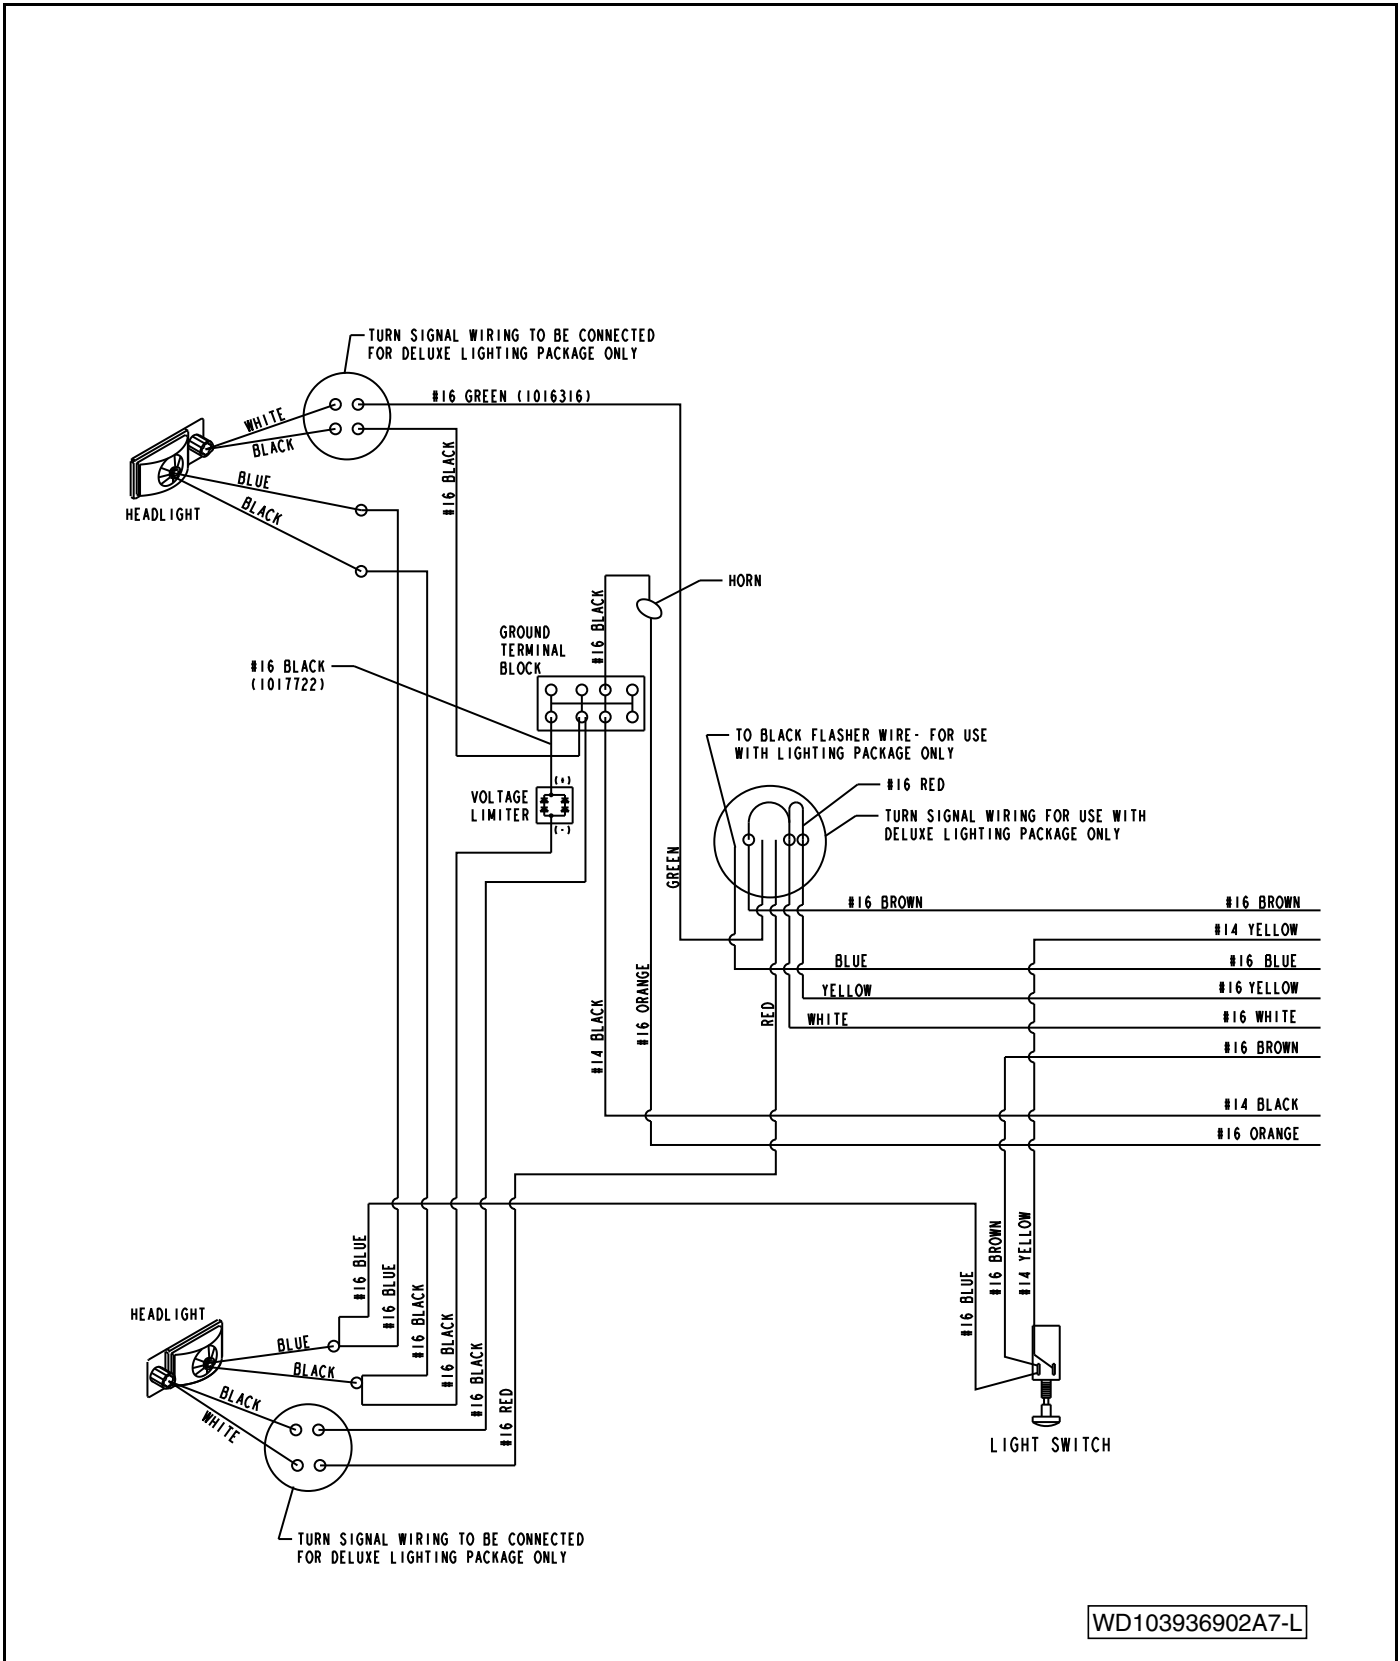 TURN SIGNAL WIRING TO BE CONNECTED
FOR DELUXE LIGHTING PACKAGE ONLY
#16 GREEN (1016316)
WHITE
BLACK
#16 BLACK
BLUE
BLACK
HEADLIGHT
HORN
#16 BLACK
GROUND
TERMINAL
BLOCK
#16 BLACK
(1017722)
TO BLACK FLASHER WIRE- FOR USE
WITH LIGHTING PACKAGE ONLY
(+)
#16 RED
VOLTAGE
LIMITER
(-)
TURN SIGNAL WIRING FOR USE WITH
DELUXE LIGHTING PACKAGE ONLY
GREEN
#16 BROWN
#16 BROWN
#14 YELLOW
BLUE
#16 BLUE
YELLOW
#16 YELLOW
#14 BLACK
#16 ORANGE
RED
WHITE
#16 WHITE
#16 BROWN
#14 BLACK
#16 ORANGE
#16 BLUE
#16 BLUE
#16 BLACK
#16 BLACK
#16 BLACK
#16 RED
#16 BLUE
#16 BROWN
#14 YELLOW
HEADLIGHT
BLUE
BLACK
BLACK
WHITE
LIGHT SWITCH
TURN SIGNAL WIRING TO BE CONNECTED
FOR DELUXE LIGHTING PACKAGE ONLY
WD103936902A7-L